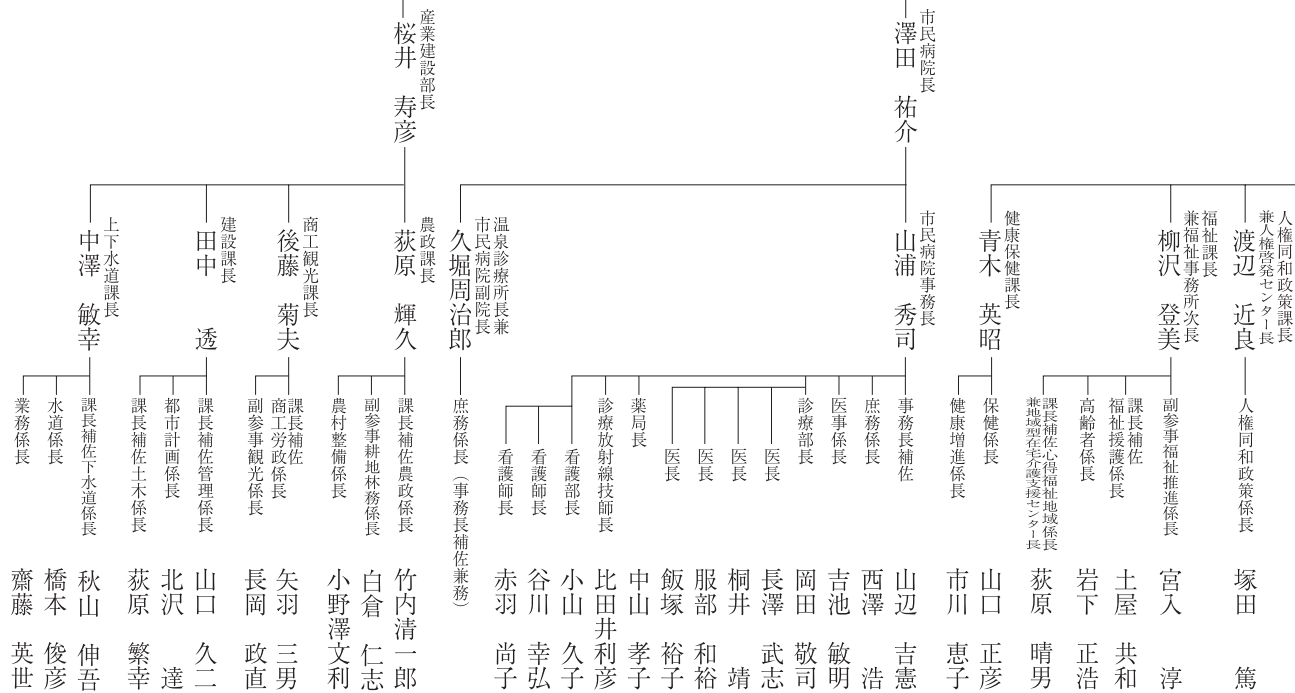 人権同和政策課長
兼人権啓発センター長
渡辺　近良
人権同和政策係長
塚田　篤
福祉課長
兼福祉事務所次長
柳沢　登美
副参事福祉推進係長
宮入　淳
課長補佐
福祉援護係長
土屋　共和
高齢者係長
岩下　正浩
課長補佐心得福祉地域係長
兼地域型在宅介護支援センター長
荻原　晴男
健康保健課長
青木　英昭
保健係長
山口　正彦
健康増進係長
市川　恵子
市民病院長
澤田　祐介
市民病院事務長
山浦　秀司
事務長補佐
山辺　吉憲
庶務係長
西澤　浩
医事係長
吉池　敏明
診療部長
岡田　敬司
医長
長澤　武志
医長
桐井　靖
医長
服部　和裕
医長
飯塚　裕子
薬局長
中山　孝子
診療放射線技師長
比田井利彦
看護部長
小山　久子
看護師長
谷川　幸弘
看護師長
赤羽　尚子
温泉診療所長兼
市民病院副院長
久堀周治郎
庶務係長（事務長補佐兼務）
産業建設部長
桜井　寿彦
農政課長
荻原　輝久
課長補佐農政係長
竹内清一郎
副参事耕地林務係長
白倉　仁志
農村整備係長
小野澤文利
商工観光課長
後藤　菊夫
課長補佐
商工労政係長
矢羽　三男
副参事観光係長
長岡　政直
建設課長
田中　透
課長補佐管理係長
山口　久二
都市計画係長
北沢　達
課長補佐土木係長
荻原　繁幸
上下水道課長
中澤　敏幸
課長補佐下水道係長
秋山　伸吾
水道係長
橋本　俊彦
業務係長
齋藤　英世